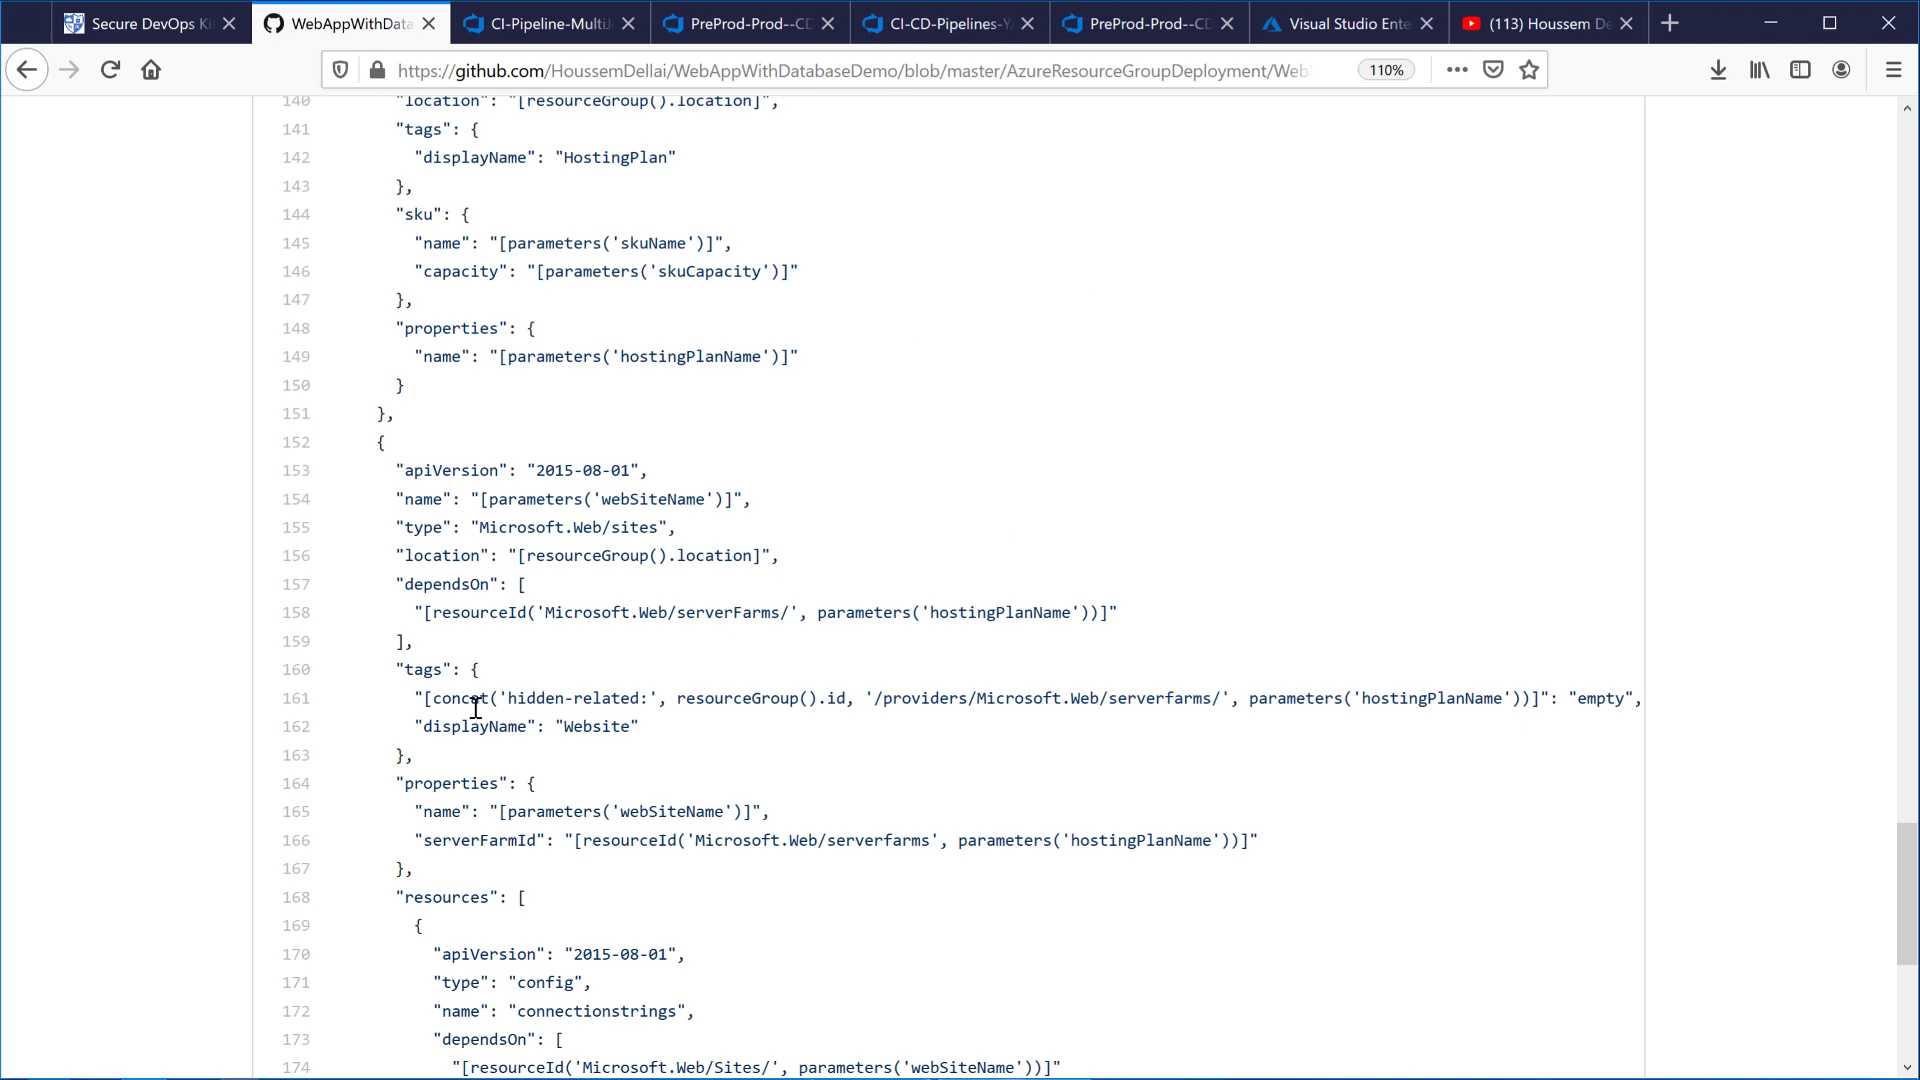 Secure DevOps Ki
WebAppWithData
CI-Pipeline-MultiJ
PreProd-Prod--CD
CI-CD-Pipelines-Y
PreProd-Prod--CD
Visual Studio Ente
(113) Houssem De
https://github.com/HoussemDellai/WebAppWithDatabaseDemo/blob/master/AzureResourceGroupDeployment/Web
110%
140 "location": "[resourceGroup().location]",
141 "tags": {
142 "displayName": "HostingPlan"
143 },
144 "sku": {
145 "name": "[parameters('skuName')]",
146 "capacity": "[parameters('skuCapacity')]"
147 },
148 "properties": {
149 "name": "[parameters('hostingPlanName')]"
150 }
151 },
152 {
153 "apiVersion": "2015-08-01",
154 "name": "[parameters('webSiteName')]",
155 "type": "Microsoft.Web/sites",
156 "location": "[resourceGroup().location]",
157 "dependsOn": [
158 "[resourceId('Microsoft.Web/serverFarms/', parameters('hostingPlanName'))]"
159 ],
160 "tags": {
161 "[concat('hidden-related:', resourceGroup().id, '/providers/Microsoft.Web/serverfarms/', parameters('hostingPlanName'))]": "empty",
162 "displayName": "Website"
163 },
164 "properties": {
165 "name": "[parameters('webSiteName')]",
166 "serverFarmId": "[resourceId('Microsoft.Web/serverfarms', parameters('hostingPlanName'))]"
167 },
168 "resources": [
169 {
170 "apiVersion": "2015-08-01",
171 "type": "config",
172 "name": "connectionstrings",
173 "dependsOn": [
174 "[resourceId('Microsoft.Web/Sites/', parameters('webSiteName'))]"